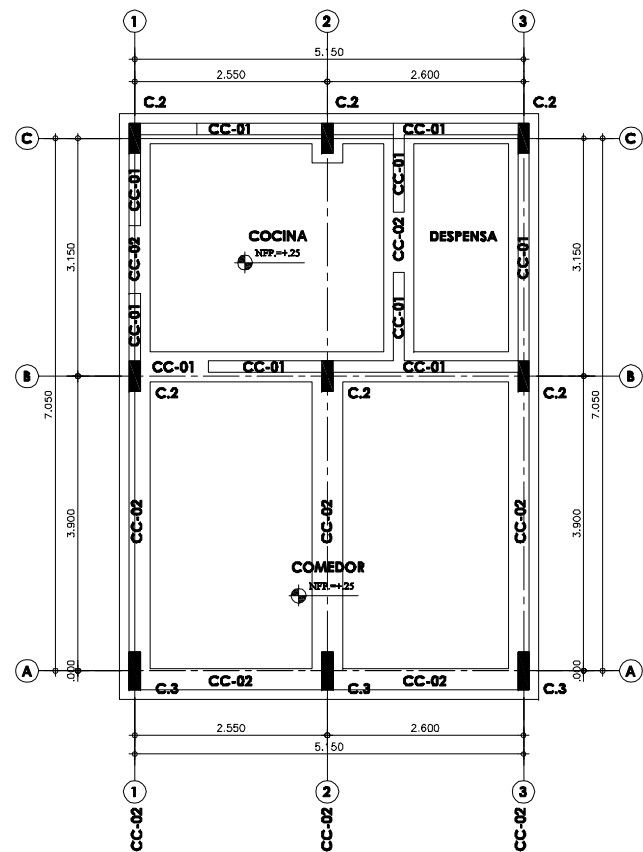 1 2 3
5.150
2.550 2.600
C.2 C.2 C.2
C CC-01 CC-01 C
CC-01 CC-01
3.150 CC-02 COCINA CC-02 DESPENSA CC-01 3.150
NFP.=+.25
CC-01 CC-01
CC-01 CC-01 CC-01
B B
C.2 C.2 C.2
7.050 7.050
3.900 CC-02 CC-02 CC-02 3.900
COMEDOR
NFP.=+.25
A .000 CC-02 CC-02 .000 A
C.3 C.3 C.3
2.550 2.600
5.150
1 2 3
CC-02 CC-02 CC-02